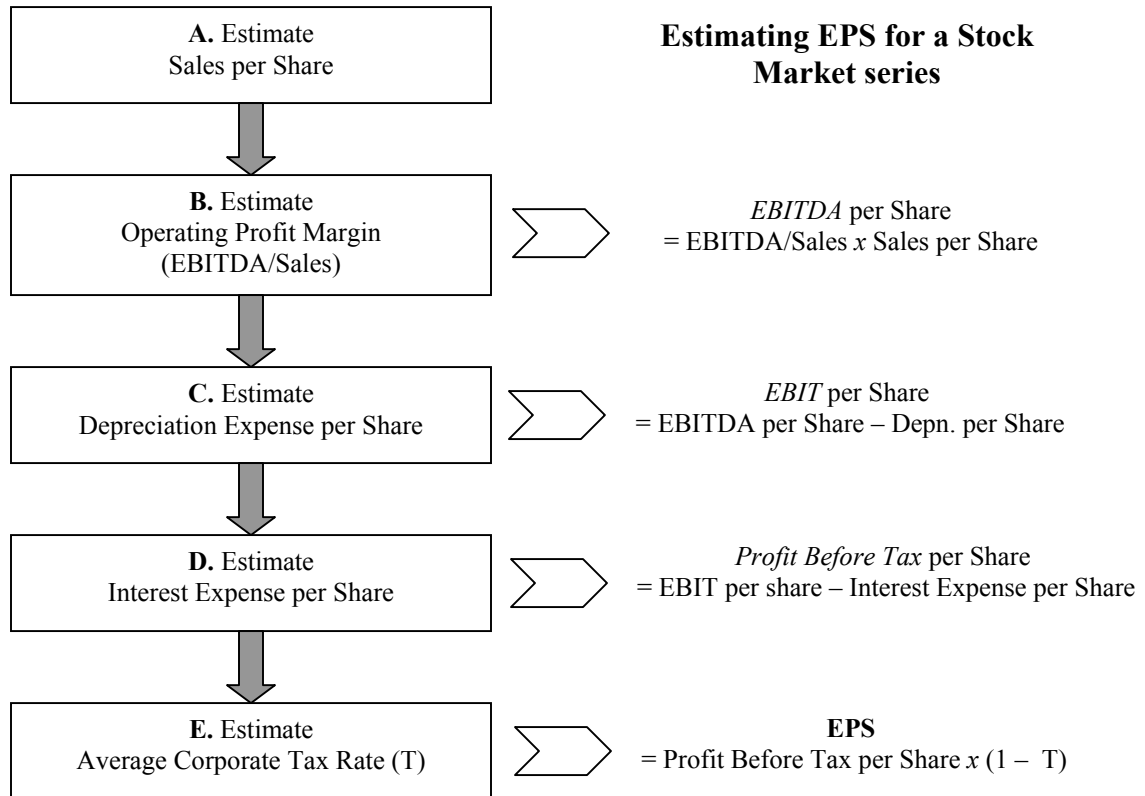 A. Estimate
Sales per Share
Estimating EPS for a Stock
Market series
B. Estimate
Operating Profit Margin
(EBITDA/Sales)
EBITDA per Share
= EBITDA/Sales x Sales per Share
C. Estimate
Depreciation Expense per Share
EBIT per Share
= EBITDA per Share – Depn. per Share
D. Estimate
Interest Expense per Share
Profit Before Tax per Share
= EBIT per share – Interest Expense per Share
E. Estimate
Average Corporate Tax Rate (T)
EPS
= Profit Before Tax per Share x (1 – T)